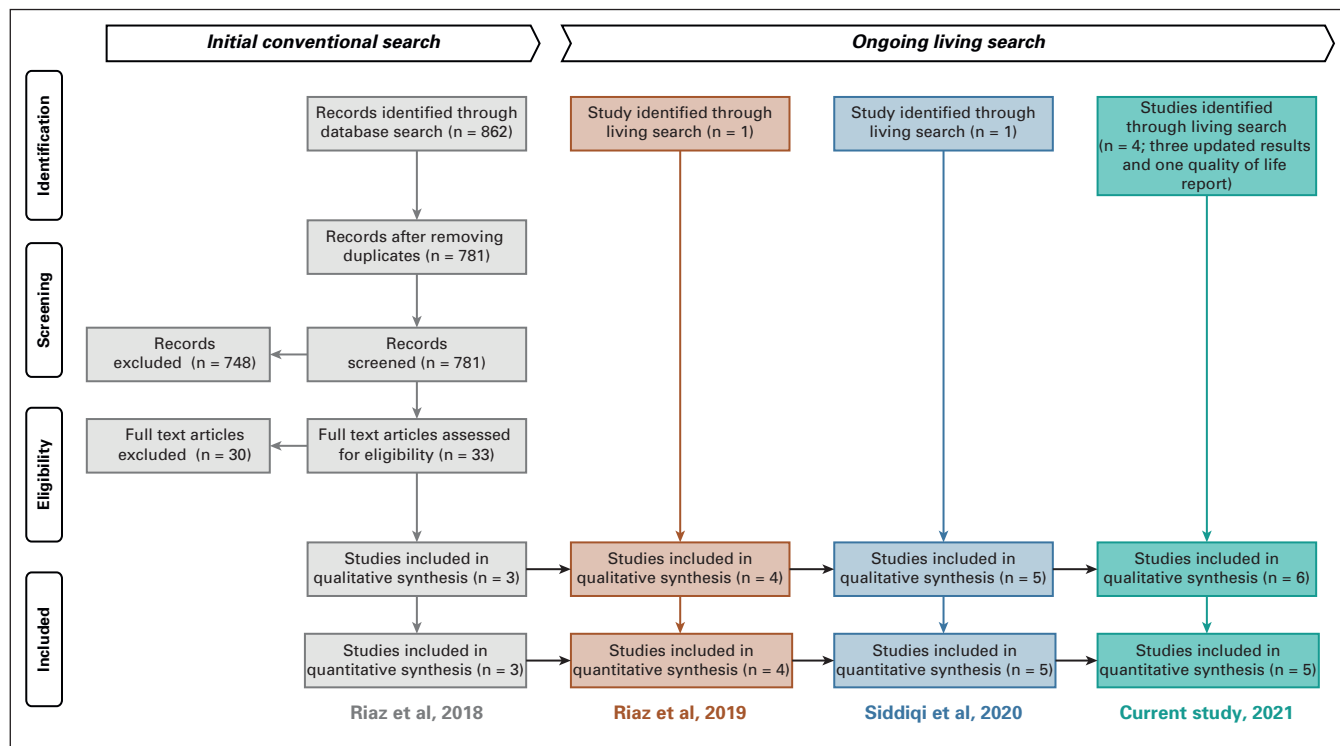 Initial conventional search
Ongoing living search
Identification
Records identified through
database search (n = 862)
Study identified through
living search (n = 1)
Study identified through
living search (n = 1)
Studies identified
through living search
(n = 4; three updated results
and one quality of life
report)
Screening
Records after removing
duplicates (n = 781)
Records
excluded (n = 748)
Records
screened (n = 781)
Eligibility
Full text articles
excluded (n = 30)
Full text articles assessed
for eligibility (n = 33)
Included
Studies included in
qualitative synthesis (n = 3)
Studies included in
qualitative synthesis (n = 4)
Studies included in
qualitative synthesis (n = 5)
Studies included in
qualitative synthesis (n = 6)
Studies included in
quantitative synthesis (n = 3)
Studies included in
quantitative synthesis (n = 4)
Studies included in
quantitative synthesis (n = 5)
Studies included in
quantitative synthesis (n = 5)
Riaz et al, 2018
Riaz et al, 2019
Siddiqi et al, 2020
Current study, 2021